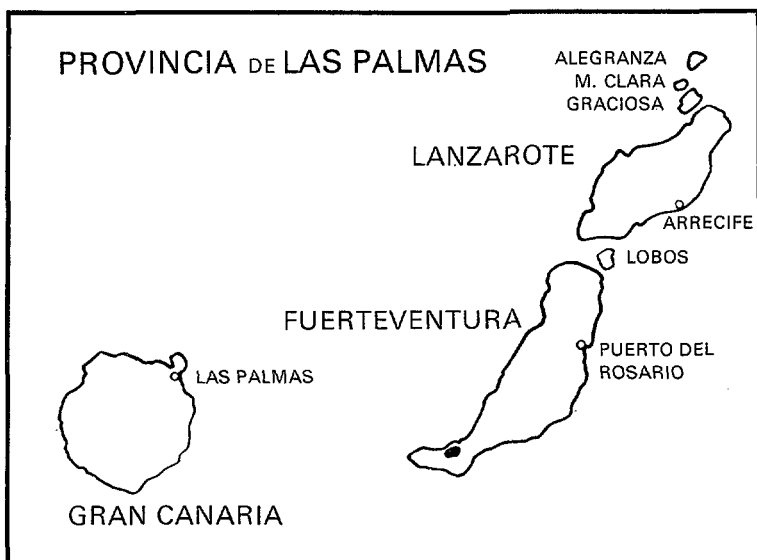 PROVINCIA DE LAS PALMAS
ALEGRANZA
M. CLARA
GRACIOSA
LANZAROTE
ARRECIFE
LOBOS
FUERTEVENTURA
PUERTO DEL
ROSARIO
LAS PALMAS
GRAN CANARIA